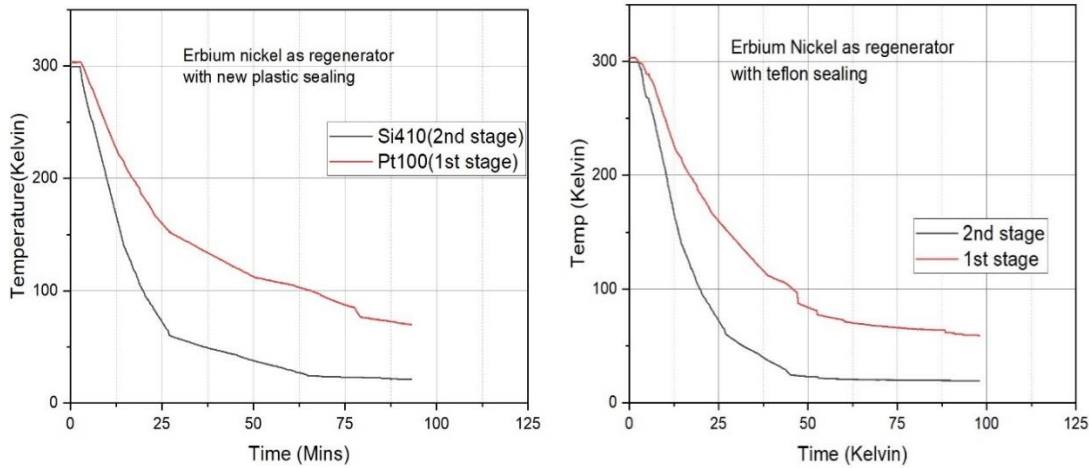 Erbium nickel as regenerator
with new plastic sealing
Si410(2nd stage)
Pt100(1st stage)
Temperature(Kelvin)
300
200
100
0
0
25
50
75
100
125
Time (Mins)
Erbium Nickel as regenerator
with teflon sealing
2nd stage
1st stage
Temp (Kelvin)
300
200
100
0
0
25
50
75
100
125
Time (Kelvin)